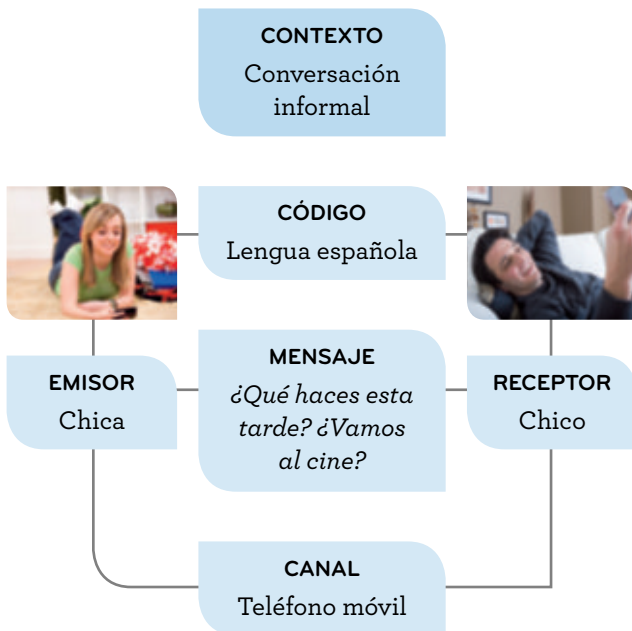 CONTEXTO
Conversación
informal
CÓDIGO
Lengua española
EMISOR
Chica
MENSAJE
¿Qué haces esta
tarde? ¿Vamos
al cine?
RECEPTOR
Chico
CANAL
Teléfono móvil